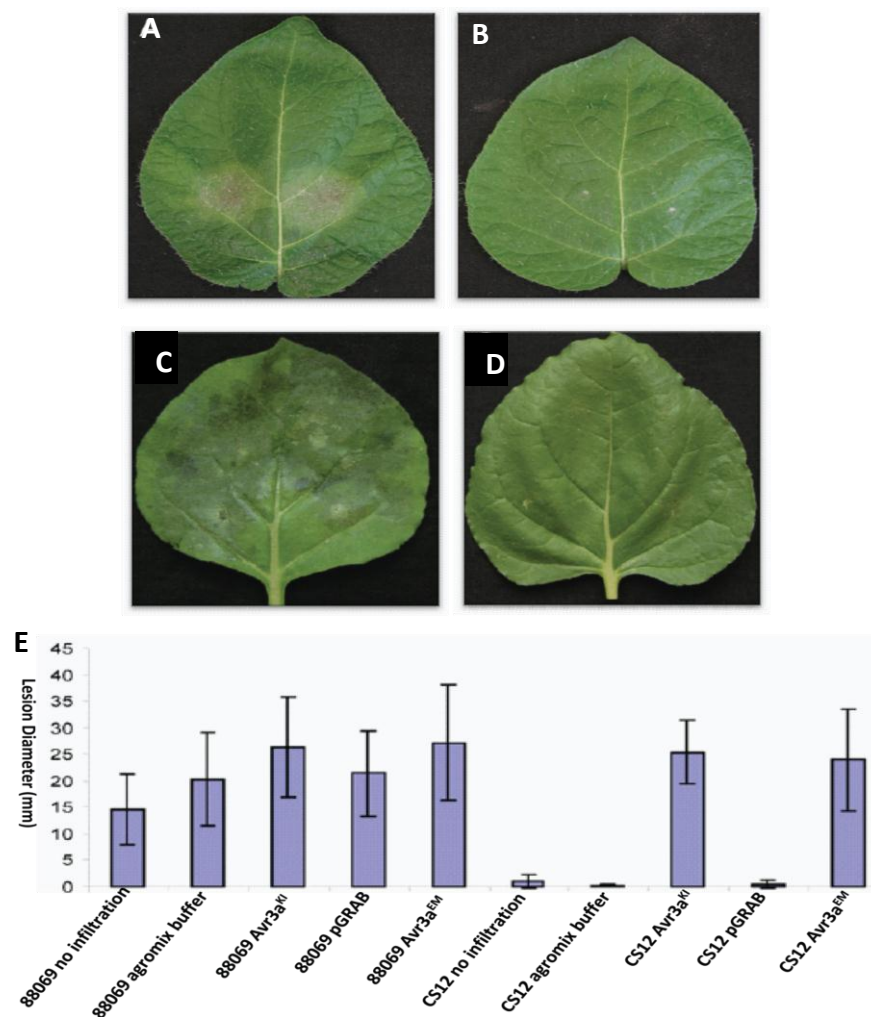 A
B
C
D
E
Lesion Diameter (mm)
45
40
35
30
25
20
15
10
5
0
88069 no infiltration
88069 agromix buffer
88069 Avr3aᴷᴵ
88069 pGRAB
88069 Avr3aᴱᴹ
CS12 no infiltration
CS12 agromix buffer
CS12 Avr3aᴷᴵ
CS12 pGRAB
CS12 Avr3aᴱᴹ